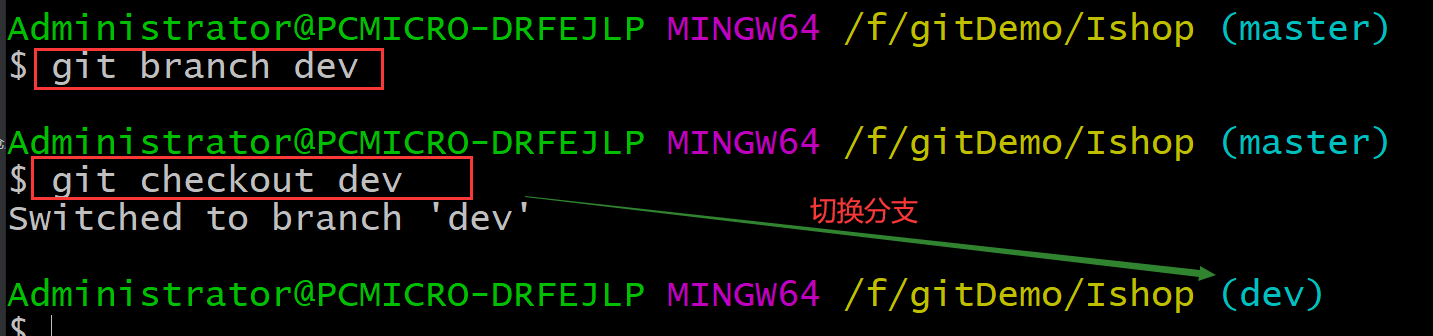 Administrator@PCMICRO-DRFEJLP MINGW64 /f/gitDemo/Ishop (master)
$ git branch dev
Administrator@PCMICRO-DRFEJLP MINGW64 /f/gitDemo/Ishop (master)
$ git checkout dev
Switched to branch 'dev'
切换分支
Administrator@PCMICRO-DRFEJLP MINGW64 /f/gitDemo/Ishop (dev)
$